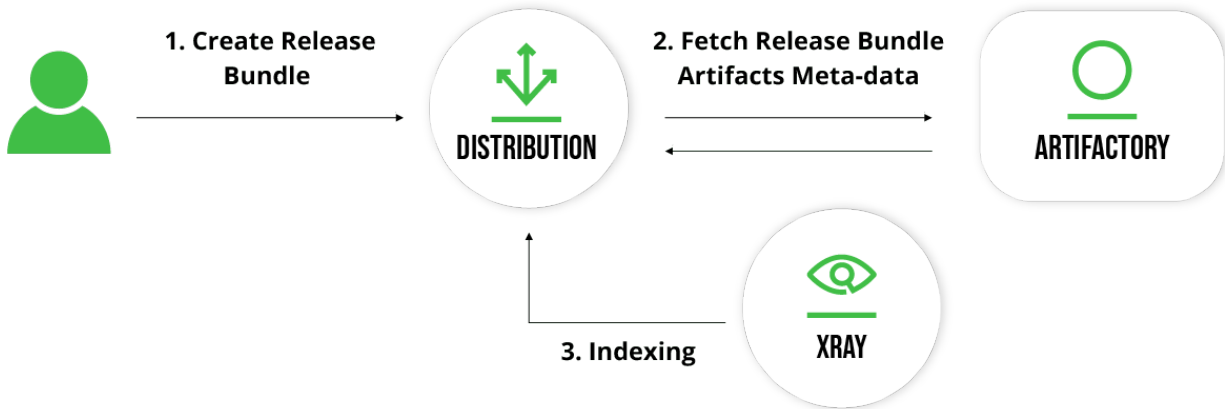 1. Create Release
Bundle
2. Fetch Release Bundle
Artifacts Meta-data
DISTRIBUTION
ARTIFACTORY
3. Indexing
XRAY